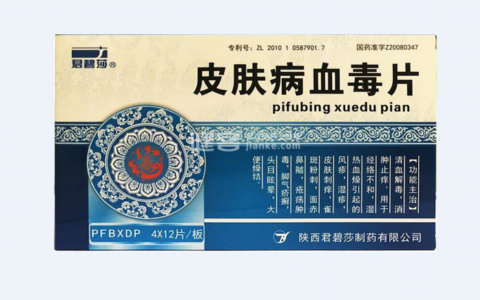 专利号: ZL 2010 1 0587901.7
国药准字Z20080347
君碧莎®
皮肤病血毒片
pifubing xuedu pian
健客
jianke.com
【功能主治】
清血解毒,消
肿止痒。用于
经络不和,湿
热血燥引起的
风疹,湿疹,
皮肤刺痒,雀
斑粉刺,面赤
鼻齇,疮疡肿
毒,脚气疥癣,
头目眩晕,大
便燥结
PFBXDP 4X12片/板
陕西君碧莎制药有限公司